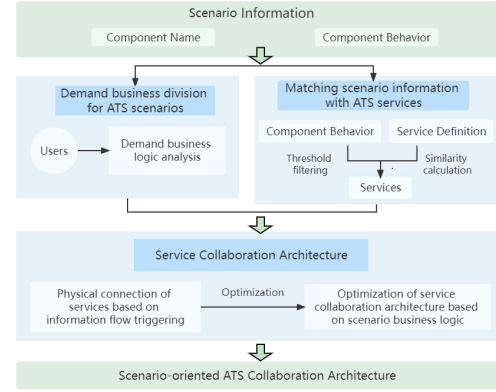 Scenario Information
Component Name
Component Behavior
Demand business division
for ATS scenarios
Users
Demand business
logic analysis
Matching scenario information
with ATS services
Component Behavior
Service Definition
Threshold
filtering
Similarity
calculation
Services
Service Collaboration Architecture
Physical connection of
services based on
information flow triggering
Optimization
Optimization of service
collaboration architecture based
on scenario business logic
Scenario-oriented ATS Collaboration Architecture